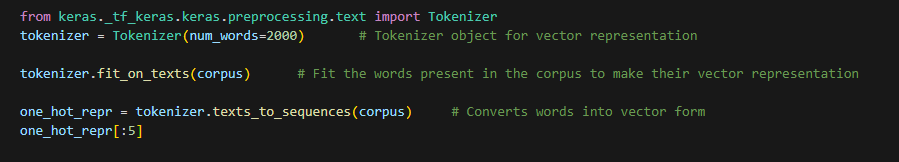 from keras._tf_keras.keras.preprocessing.text import Tokenizer
tokenizer = Tokenizer(num_words=2000)        # Tokenizer object for vector representation
tokenizer.fit_on_texts(corpus)      # Fit the words present in the corpus to make their vector representation
one_hot_repr = tokenizer.texts_to_sequences(corpus)     # Converts words into vector form
one_hot_repr[:5]